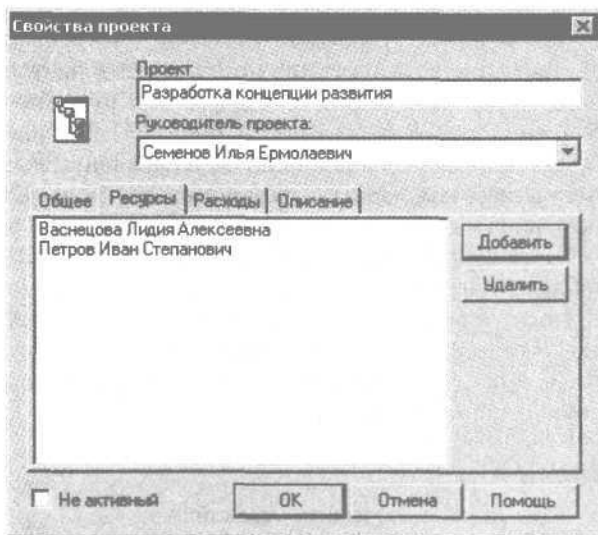 Свойства проекта
Проект
Разработка концепции развития
Руководитель проекта:
Семенов Илья Ермолаевич
Общее Ресурсы Расходы Описание
Васнецова Лидия Алексеевна
Петров Иван Степанович
Добавить
Удалить
Не активный
ОК Отмена Помощь